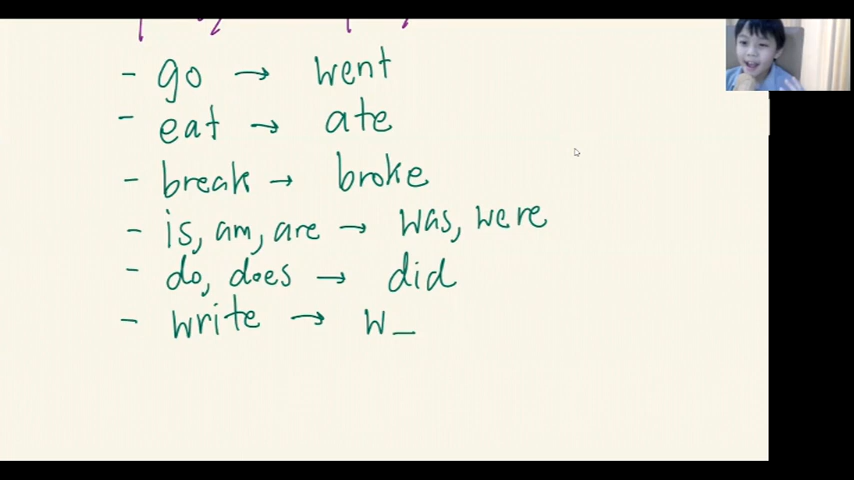 - go → went
- eat → ate
- break → broke
- is, am, are → was, were
- do, does → did
- write → w_